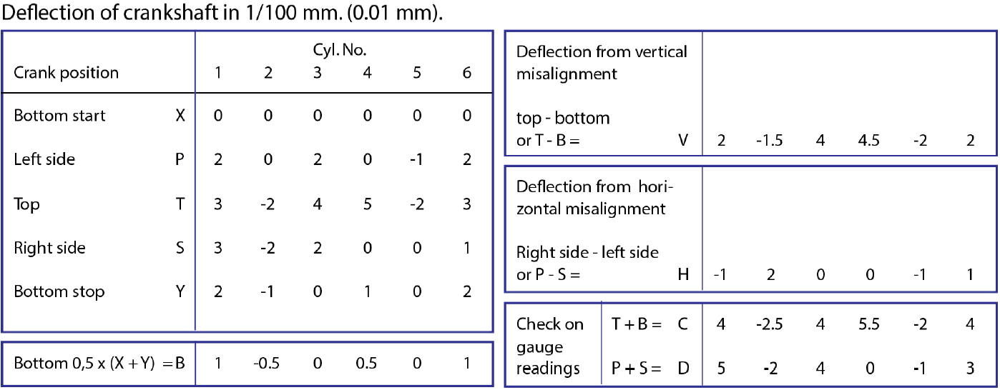 Deflection of crankshaft in 1/100 mm. (0.01 mm).
Cyl. No.
Crank position 1 2 3 4 5 6
Bottom start X 0 0 0 0 0 0
Left side P 2 0 2 0 -1 2
Top T 3 -2 4 5 -2 3
Right side S 3 -2 2 0 0 1
Bottom stop Y 2 -1 0 1 0 2
Bottom 0,5 x (X + Y) = B 1 -0.5 0 0.5 0 1
Deflection from vertical
misalignment
top - bottom
or T - B = V 2 -1.5 4 4.5 -2 2
Deflection from hori-
zontal misalignment
Right side - left side
or P - S = H -1 2 0 0 -1 1
Check on T + B = C 4 -2.5 4 5.5 -2 4
gauge
readings P + S = D 5 -2 4 0 -1 3